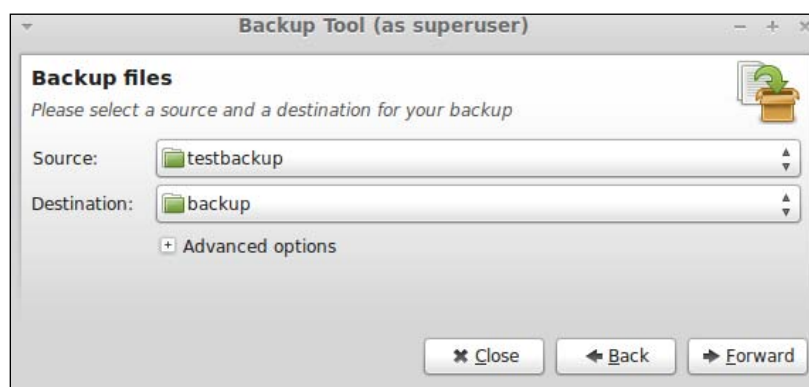 Backup Tool (as superuser)
Backup files
Please select a source and a destination for your backup
Source: testbackup
Destination: backup
Advanced options
Close Back Forward